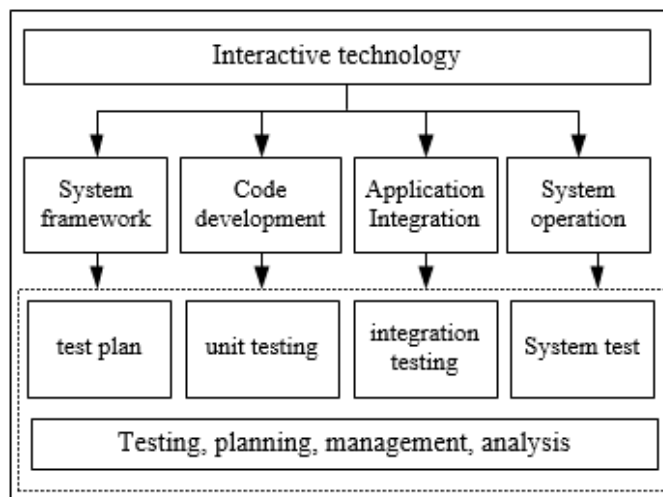 Interactive technology
System
framework
Code
development
Application
Integration
System
operation
test plan
unit testing
integration
testing
System test
Testing, planning, management, analysis